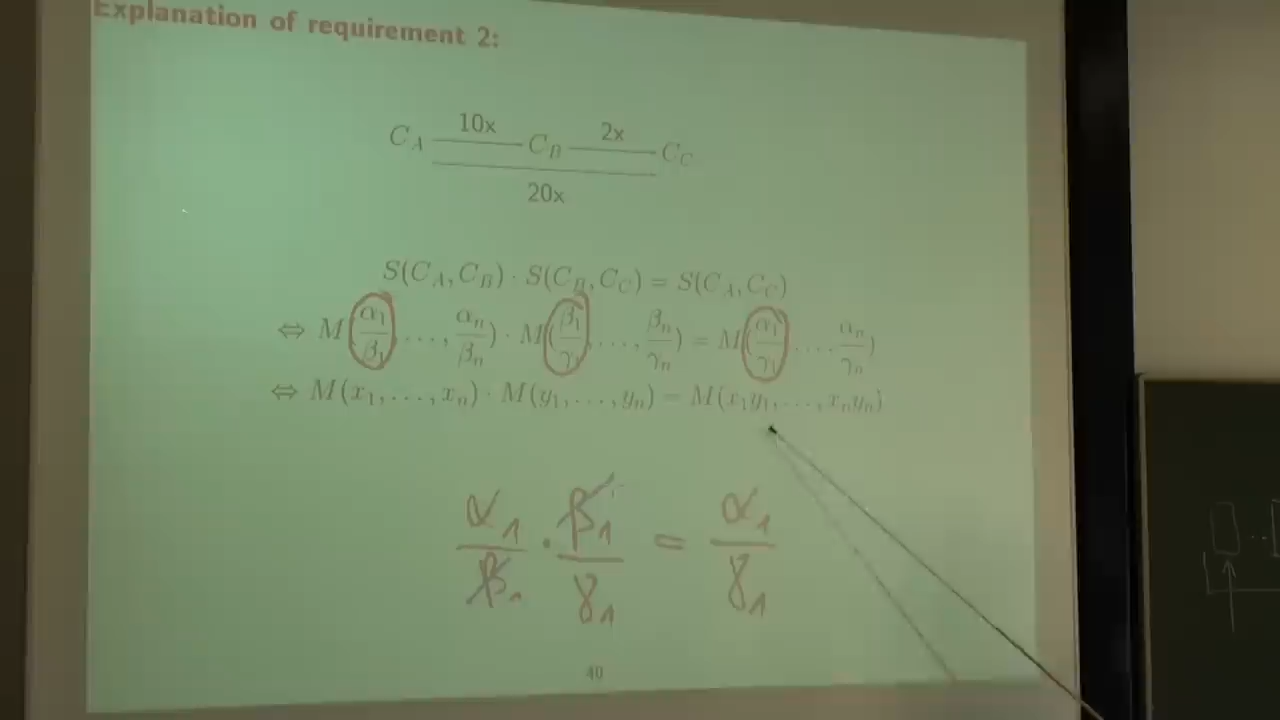 Explanation of requirement 2:
10x 2x
C_A C_B C_C
20x
S(C_A, C_B) · S(C_B, C_C) = S(C_A, C_C)
⇔ M(α₁/β₁, ..., αₙ/βₙ) · M(β₁/γ₁, ..., βₙ/γₙ) = M(α₁/γ₁, ..., αₙ/γₙ)
⇔ M(x₁, ..., xₙ) · M(y₁, ..., yₙ) = M(x₁y₁, ..., xₙyₙ)
α₁/β₁ · β₁/γ₁ = α₁/γ₁
40